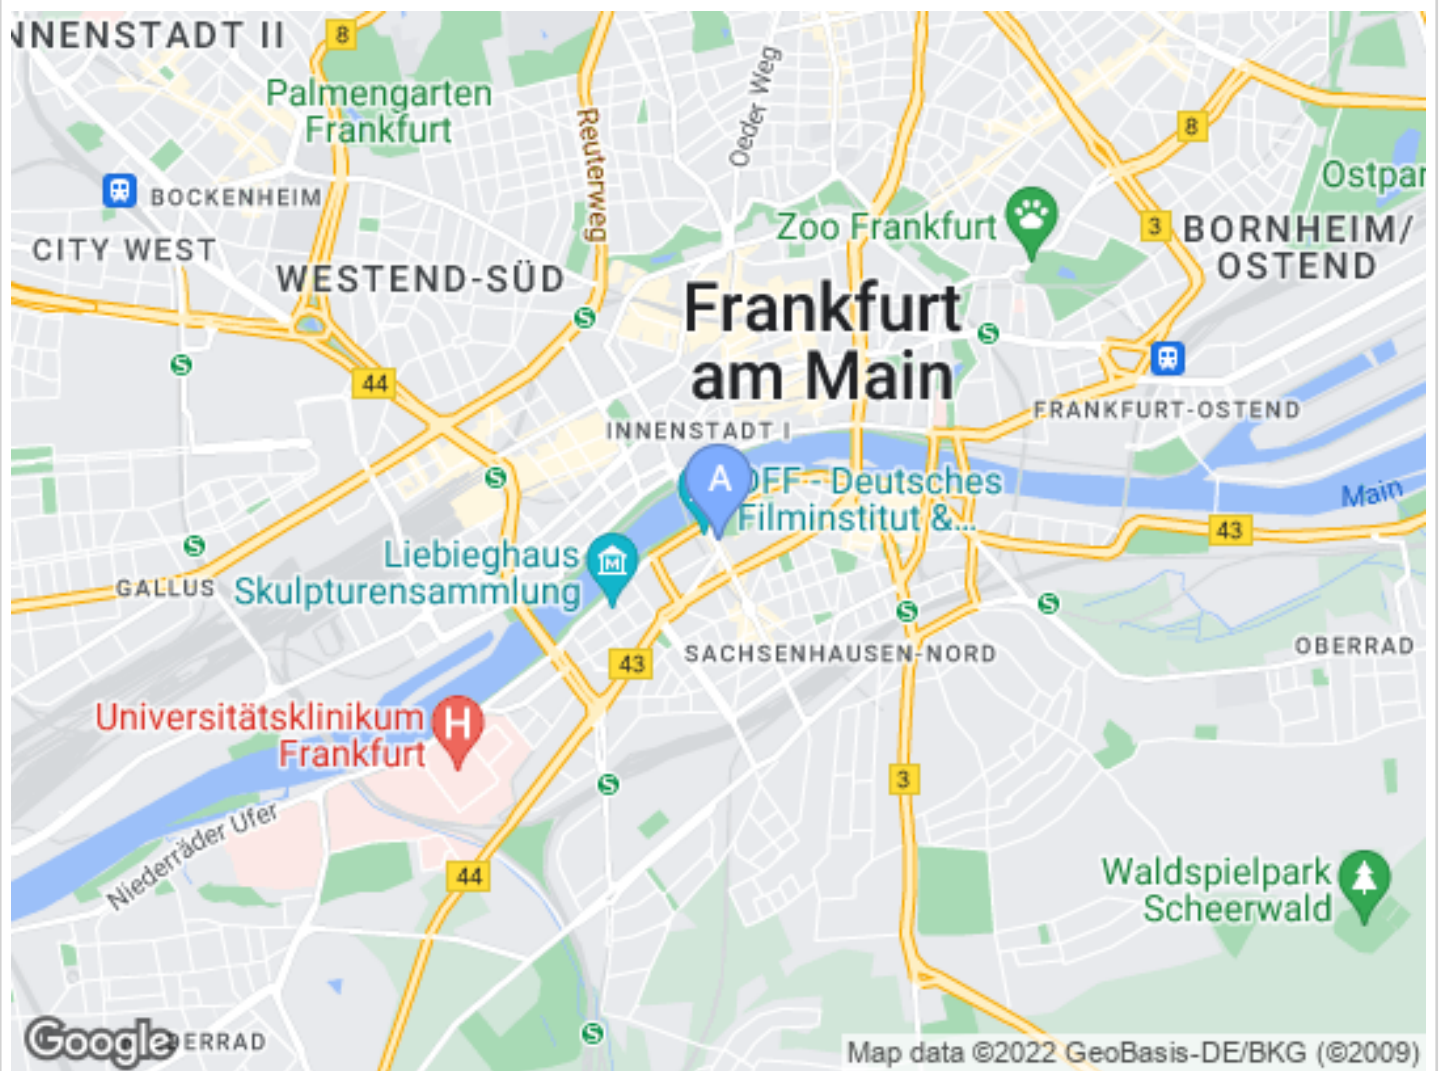 NNENSTADT II
8
Palmengarten
Frankfurt
Reuterweg
Oeder Weg
8
Ostpar
BOCKENHEIM
CITY WEST
WESTEND-SÜD
Zoo Frankfurt
3
BORNHEIM/
OSTEND
Frankfurt
am Main
S
S
S
44
INNENSTADT I
FRANKFURT-OSTEND
A
S
DFF - Deutsches
Filminstitut &...
Main
43
S
Liebieghaus
Skulpturensammlung
M
GALLUS
S
S
43
SACHSENHAUSEN-NORD
OBERRAD
Universitätsklinikum
Frankfurt
H
S
3
Niederräder Ufer
44
Waldspielpark
Scheerwald
S
Google
DERRAD
Map data ©2022 GeoBasis-DE/BKG (©2009)